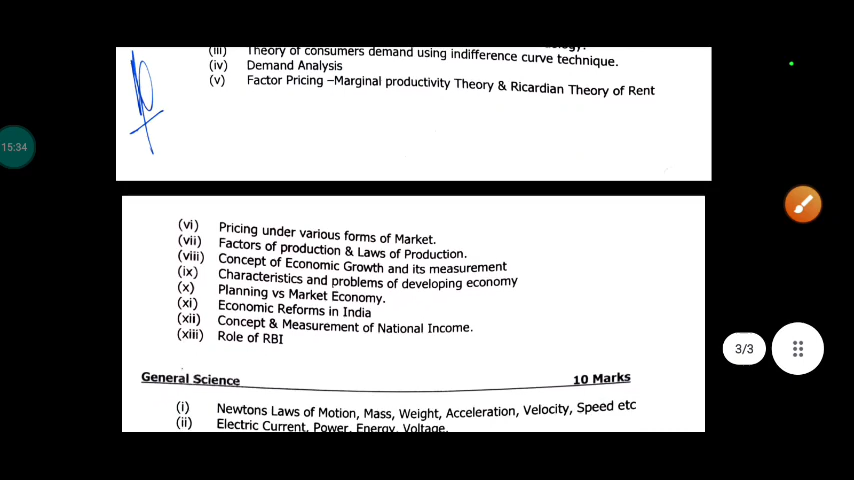 (iii) Theory of consumers demand using indifference curve technique.
(iv) Demand Analysis
(v) Factor Pricing –Marginal productivity Theory & Ricardian Theory of Rent
15:34
(vi) Pricing under various forms of Market.
(vii) Factors of production & Laws of Production.
(viii) Concept of Economic Growth and its measurement
(ix) Characteristics and problems of developing economy
(x) Planning vs Market Economy.
(xi) Economic Reforms in India
(xii) Concept & Measurement of National Income.
(xiii) Role of RBI
3/3
General Science 10 Marks
(i) Newtons Laws of Motion, Mass, Weight, Acceleration, Velocity, Speed etc
(ii) Electric Current, Power, Energy, Voltage.